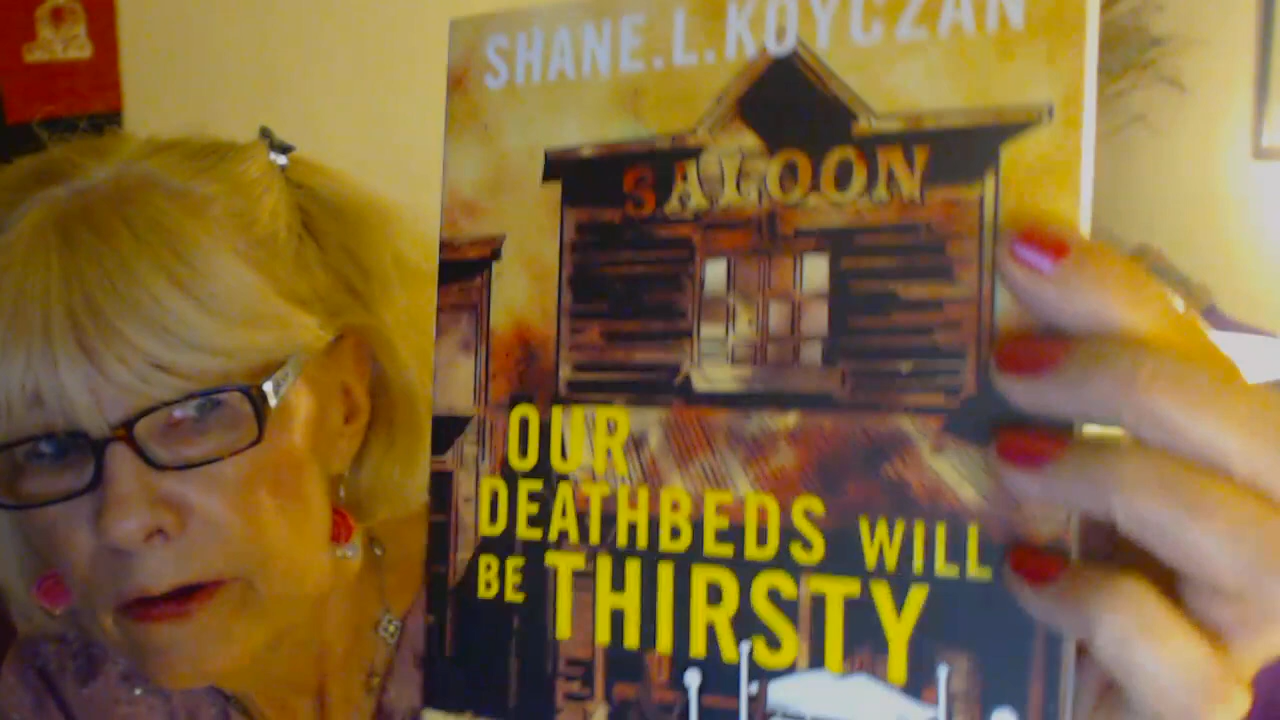 SHANE.L.KOYCZAN
SALOON
OUR
DEATHBEDS WILL
BE THIRSTY